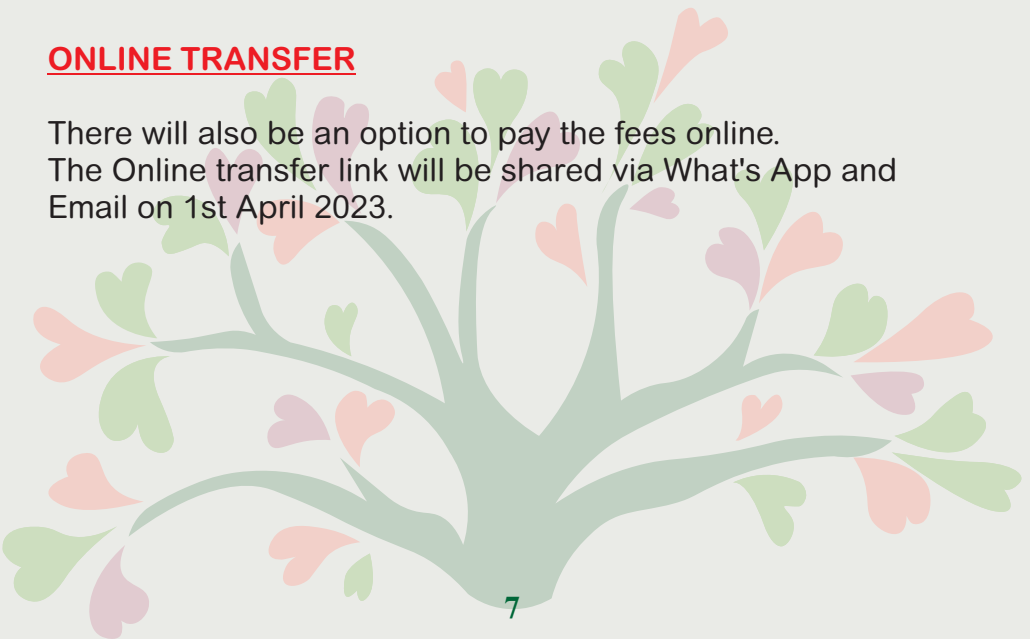 ONLINE TRANSFER
There will also be an option to pay the fees online.
The Online transfer link will be shared via What's App and
Email on 1st April 2023.
7